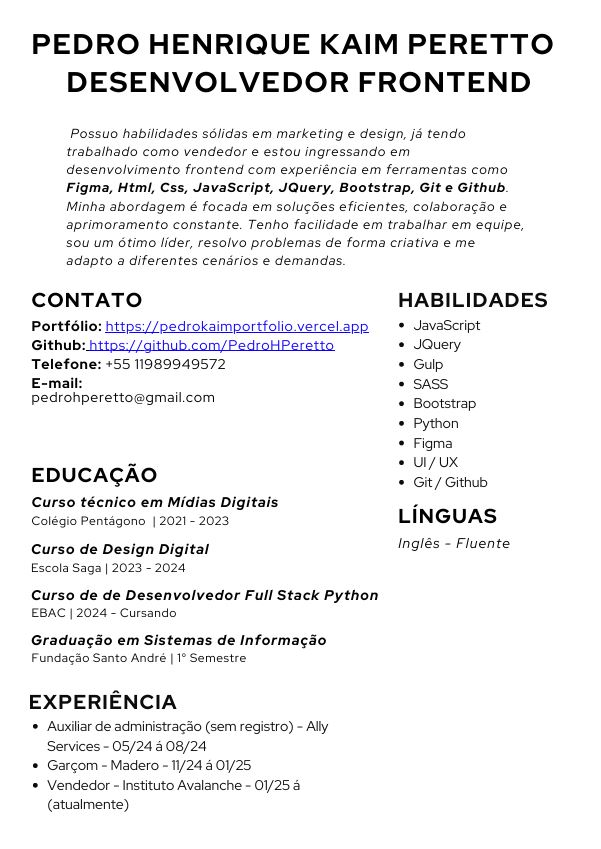 PEDRO HENRIQUE KAIM PERETTO
DESENVOLVEDOR FRONTEND
Possuo habilidades sólidas em marketing e design, já tendo
trabalhado como vendedor e estou ingressando em
desenvolvimento frontend com experiência em ferramentas como
Figma, Html, Css, JavaScript, JQuery, Bootstrap, Git e Github.
Minha abordagem é focada em soluções eficientes, colaboração e
aprimoramento constante. Tenho facilidade em trabalhar em equipe,
sou um ótimo líder, resolvo problemas de forma criativa e me
adapto a diferentes cenários e demandas.
CONTATO
Portfólio: https://pedrokaimportfolio.vercel.app
Github: https://github.com/PedroHPeretto
Telefone: +55 11989949572
E-mail:
pedrohperetto@gmail.com
EDUCAÇÃO
Curso técnico em Mídias Digitais
Colégio Pentágono | 2021 - 2023
Curso de Design Digital
Escola Saga | 2023 - 2024
Curso de de Desenvolvedor Full Stack Python
EBAC | 2024 - Cursando
Graduação em Sistemas de Informação
Fundação Santo André | 1° Semestre
EXPERIÊNCIA
• Auxiliar de administração (sem registro) - Ally
Services - 05/24 á 08/24
• Garçom - Madero - 11/24 á 01/25
• Vendedor - Instituto Avalanche - 01/25 á
(atualmente)
HABILIDADES
• JavaScript
• JQuery
• Gulp
• SASS
• Bootstrap
• Python
• Figma
• UI / UX
• Git / Github
LÍNGUAS
Inglês - Fluente